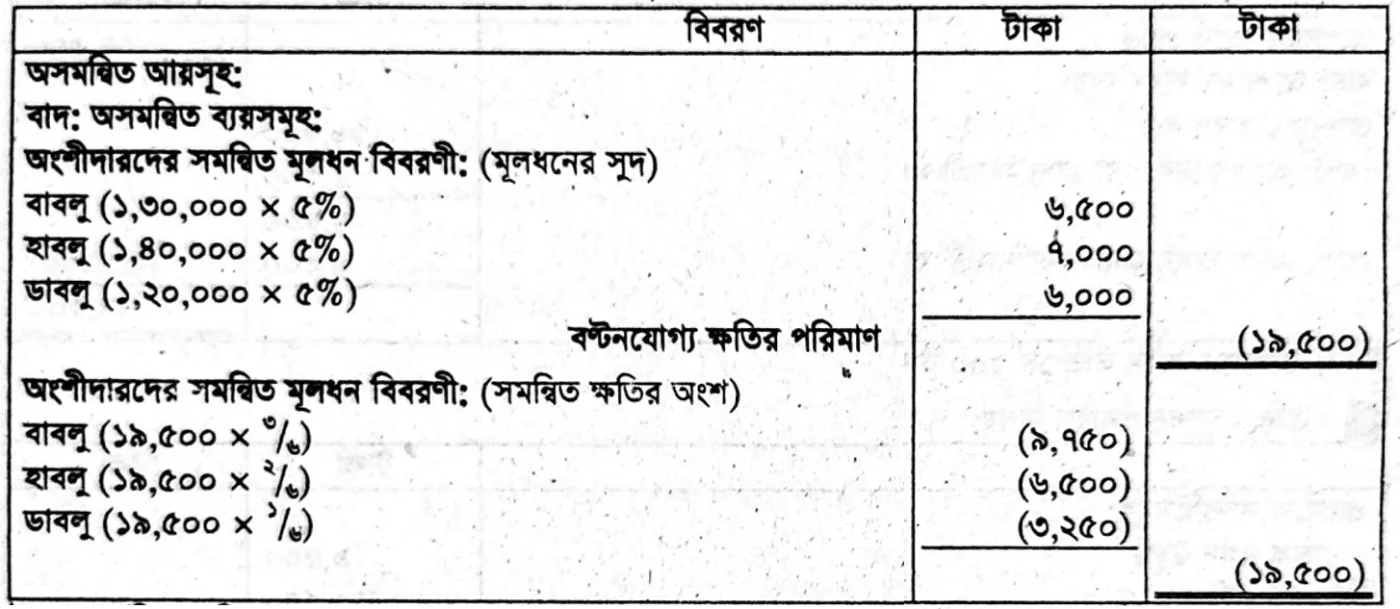 বিবরণ টাকা টাকা
অসমন্বিত আয়সূহ:
বাদ: অসমন্বিত ব্যয়সমূহ:
অংশীদারদের সমন্বিত মূলধন বিবরণী: (মূলধনের সুদ)
বাবলু (১,৩০,০০০ × ৫%) ৬,৫০০
হাবলু (১,৪০,০০০ × ৫%) ৭,০০০
ডাবলু (১,২০,০০০ × ৫%) ৬,০০০
বণ্টনযোগ্য ক্ষতির পরিমাণ (১৯,৫০০)
অংশীদারদের সমন্বিত মূলধন বিবরণী: (সমন্বিত ক্ষতির অংশ)
বাবলু (১৯,৫০০ × ৩/৬) (৯,৭৫০)
হাবলু (১৯,৫০০ × ২/৬) (৬,৫০০)
ডাবলু (১৯,৫০০ × ১/৬) (৩,২৫০)
(১৯,৫০০)